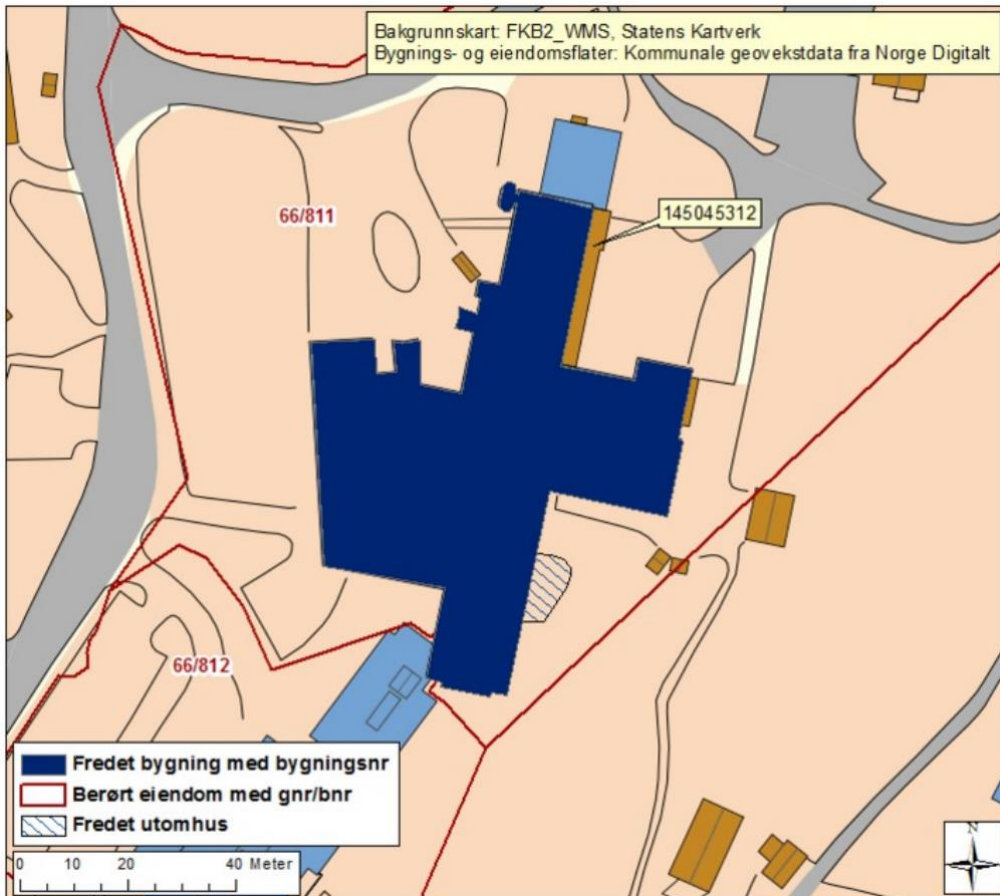 Bakgrunnskart: FKB2_WMS, Statens Kartverk
Bygnings- og eiendomsflater: Kommunale geovekstdata fra Norge Digitalt
66/811
145045312
66/812
Fredet bygning med bygningsnr
Berørt eiendom med gnr/bnr
Fredet utomhus
0 10 20 40 Meter
N